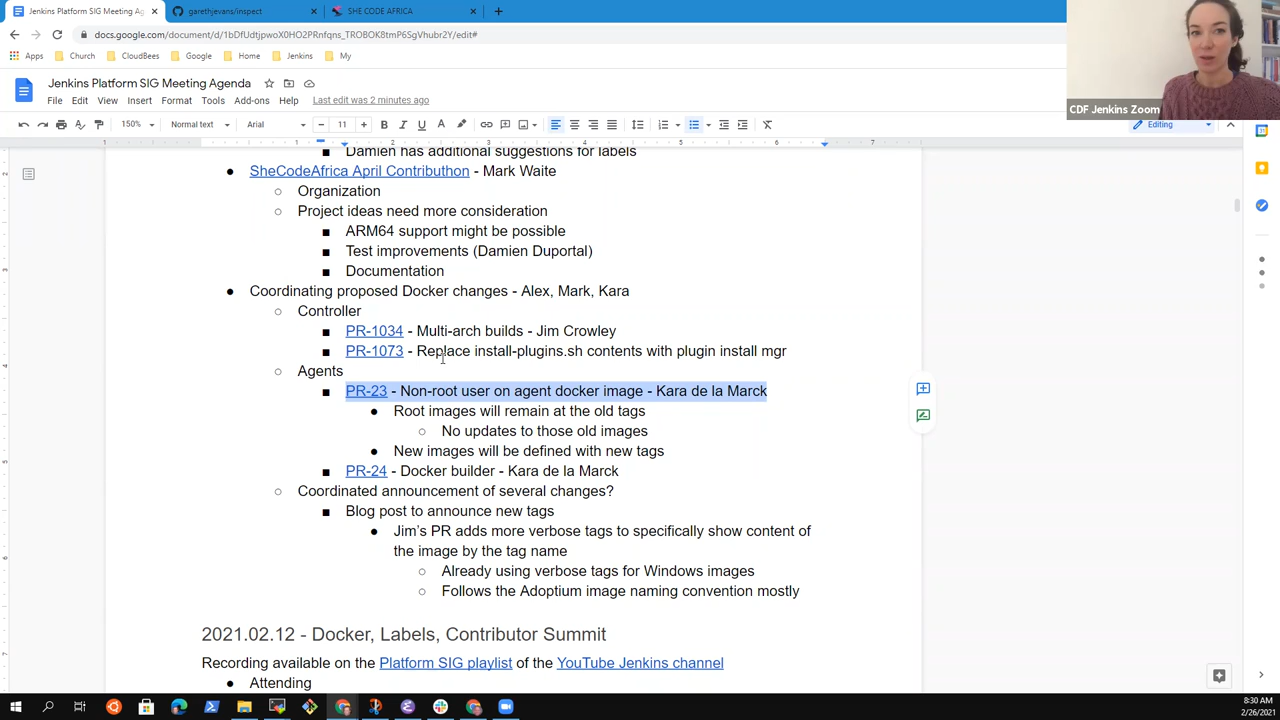 Jenkins Platform SIG Meeting Age
garethjevans/inspect
SHE CODE AFRICA
docs.google.com/document/d/1bDfUdtjpwoX0HO2PRnfqns_TROBOK8tmP6SgVhubr2Y/edit#
Apps Church CloudBees Google Home Jenkins My
Jenkins Platform SIG Meeting Agenda
File Edit View Insert Format Tools Add-ons Help Last edit was 2 minutes ago
150% Normal text Arial 11 B I U A Editing
1 1 2 3 4 5 6 7
Damien has additional suggestions for labels
SheCodeAfrica April Contributhon - Mark Waite
Organization
Project ideas need more consideration
ARM64 support might be possible
Test improvements (Damien Duportal)
Documentation
Coordinating proposed Docker changes - Alex, Mark, Kara
Controller
PR-1034 - Multi-arch builds - Jim Crowley
PR-1073 - Replace install-plugins.sh contents with plugin install mgr
Agents
PR-23 - Non-root user on agent docker image - Kara de la Marck
Root images will remain at the old tags
No updates to those old images
New images will be defined with new tags
PR-24 - Docker builder - Kara de la Marck
Coordinated announcement of several changes?
Blog post to announce new tags
Jim's PR adds more verbose tags to specifically show content of
the image by the tag name
Already using verbose tags for Windows images
Follows the Adoptium image naming convention mostly
2021.02.12 - Docker, Labels, Contributor Summit
Recording available on the Platform SIG playlist of the YouTube Jenkins channel
Attending
CDF Jenkins Zoom
8:30 AM
2/26/2021